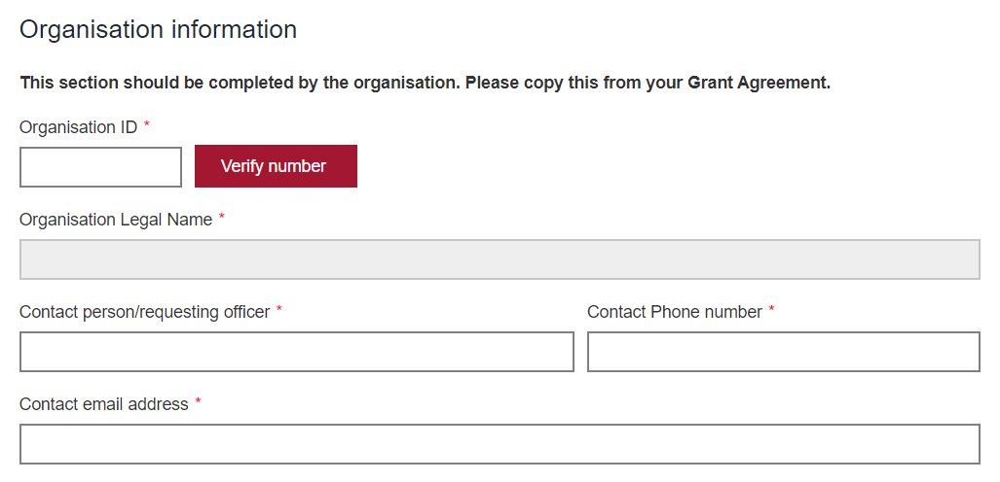 Organisation information
This section should be completed by the organisation. Please copy this from your Grant Agreement.
Organisation ID *
Verify number
Organisation Legal Name *
Contact person/requesting officer * Contact Phone number *
Contact email address *